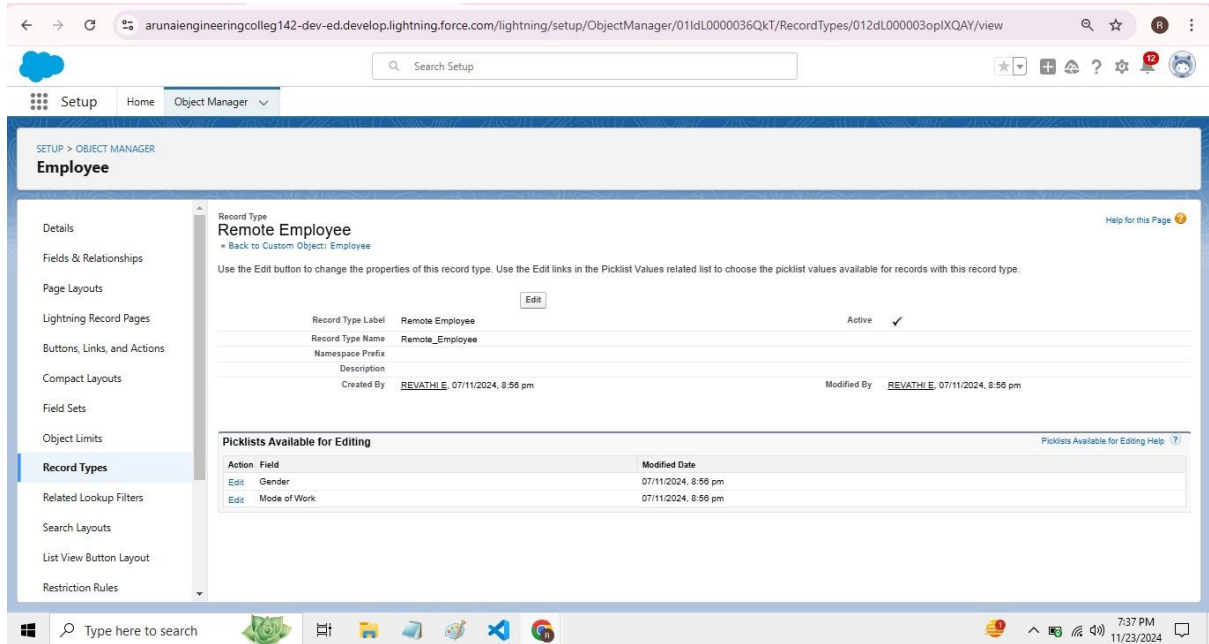 arunaiengineeringcolleg142-dev-ed.develop.lightning.force.com/lightning/setup/ObjectManager/01IdL0000036QkT/RecordTypes/012dL000003opIXQAY/view
R
Search Setup
12
Setup Home Object Manager
SETUP > OBJECT MANAGER
Employee
Details
Fields & Relationships
Page Layouts
Lightning Record Pages
Buttons, Links, and Actions
Compact Layouts
Field Sets
Object Limits
Record Types
Related Lookup Filters
Search Layouts
List View Button Layout
Restriction Rules
Record Type
Remote Employee
« Back to Custom Object: Employee
Help for this Page
Use the Edit button to change the properties of this record type. Use the Edit links in the Picklist Values related list to choose the picklist values available for records with this record type.
Edit
Record Type Label Remote Employee Active ✓
Record Type Name Remote_Employee
Namespace Prefix
Description
Created By REVATHI E, 07/11/2024, 8:56 pm Modified By REVATHI E, 07/11/2024, 8:56 pm
Picklists Available for Editing Picklists Available for Editing Help ?
Action Field Modified Date
Edit Gender 07/11/2024, 8:56 pm
Edit Mode of Work 07/11/2024, 8:56 pm
Type here to search
7:37 PM
11/23/2024